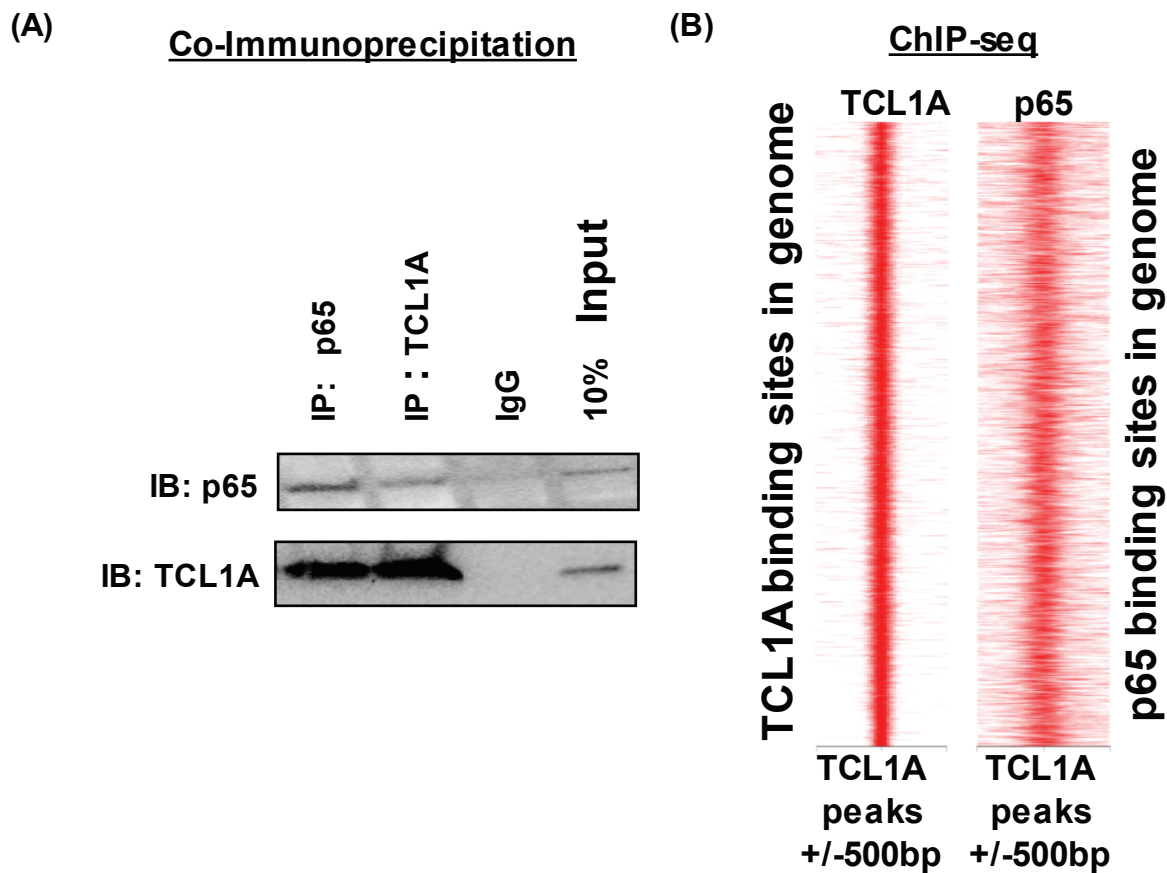 (A)
Co-Immunoprecipitation
IP: p65
IP : TCL1A
IgG
10% Input
IB: p65
IB: TCL1A
(B)
ChIP-seq
TCL1A
p65
TCL1A binding sites in genome
p65 binding sites in genome
TCL1A
peaks
+/-500bp
TCL1A
peaks
+/-500bp